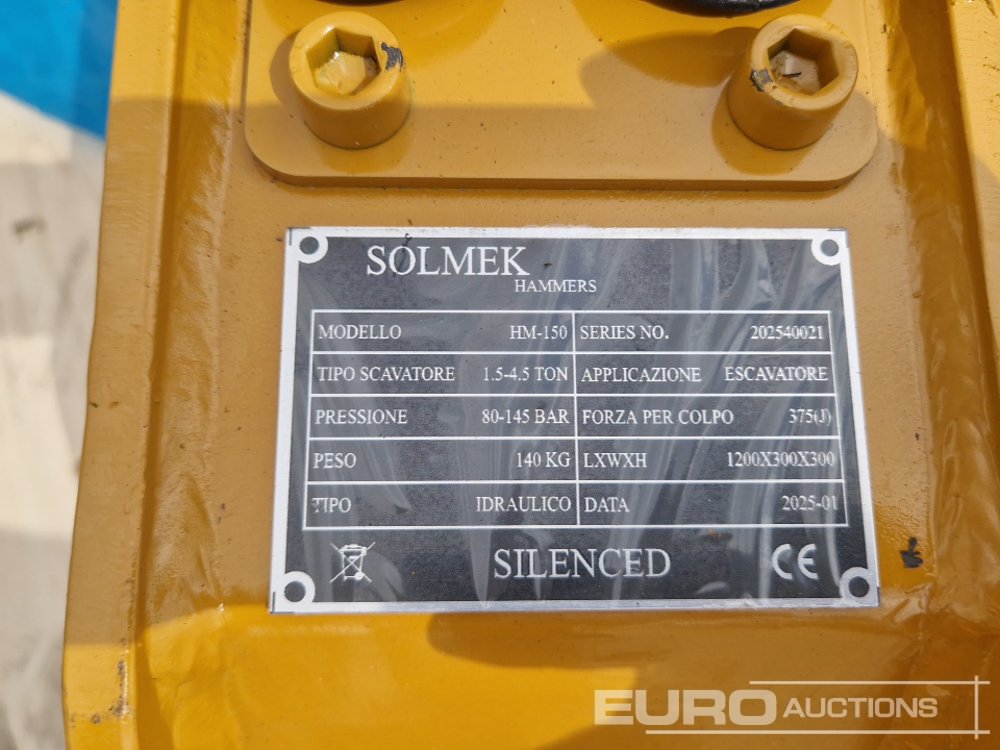 SOLMEK
HAMMERS
MODELLO HM-150 SERIES NO. 202540021
TIPO SCAVATORE 1.5-4.5 TON APPLICAZIONE ESCAVATORE
PRESSIONE 80-145 BAR FORZA PER COLPO 375(J)
PESO 140 KG LXWXH 1200X300X300
TIPO IDRAULICO DATA 2025-01
SILENCED CE
EURO AUCTIONS